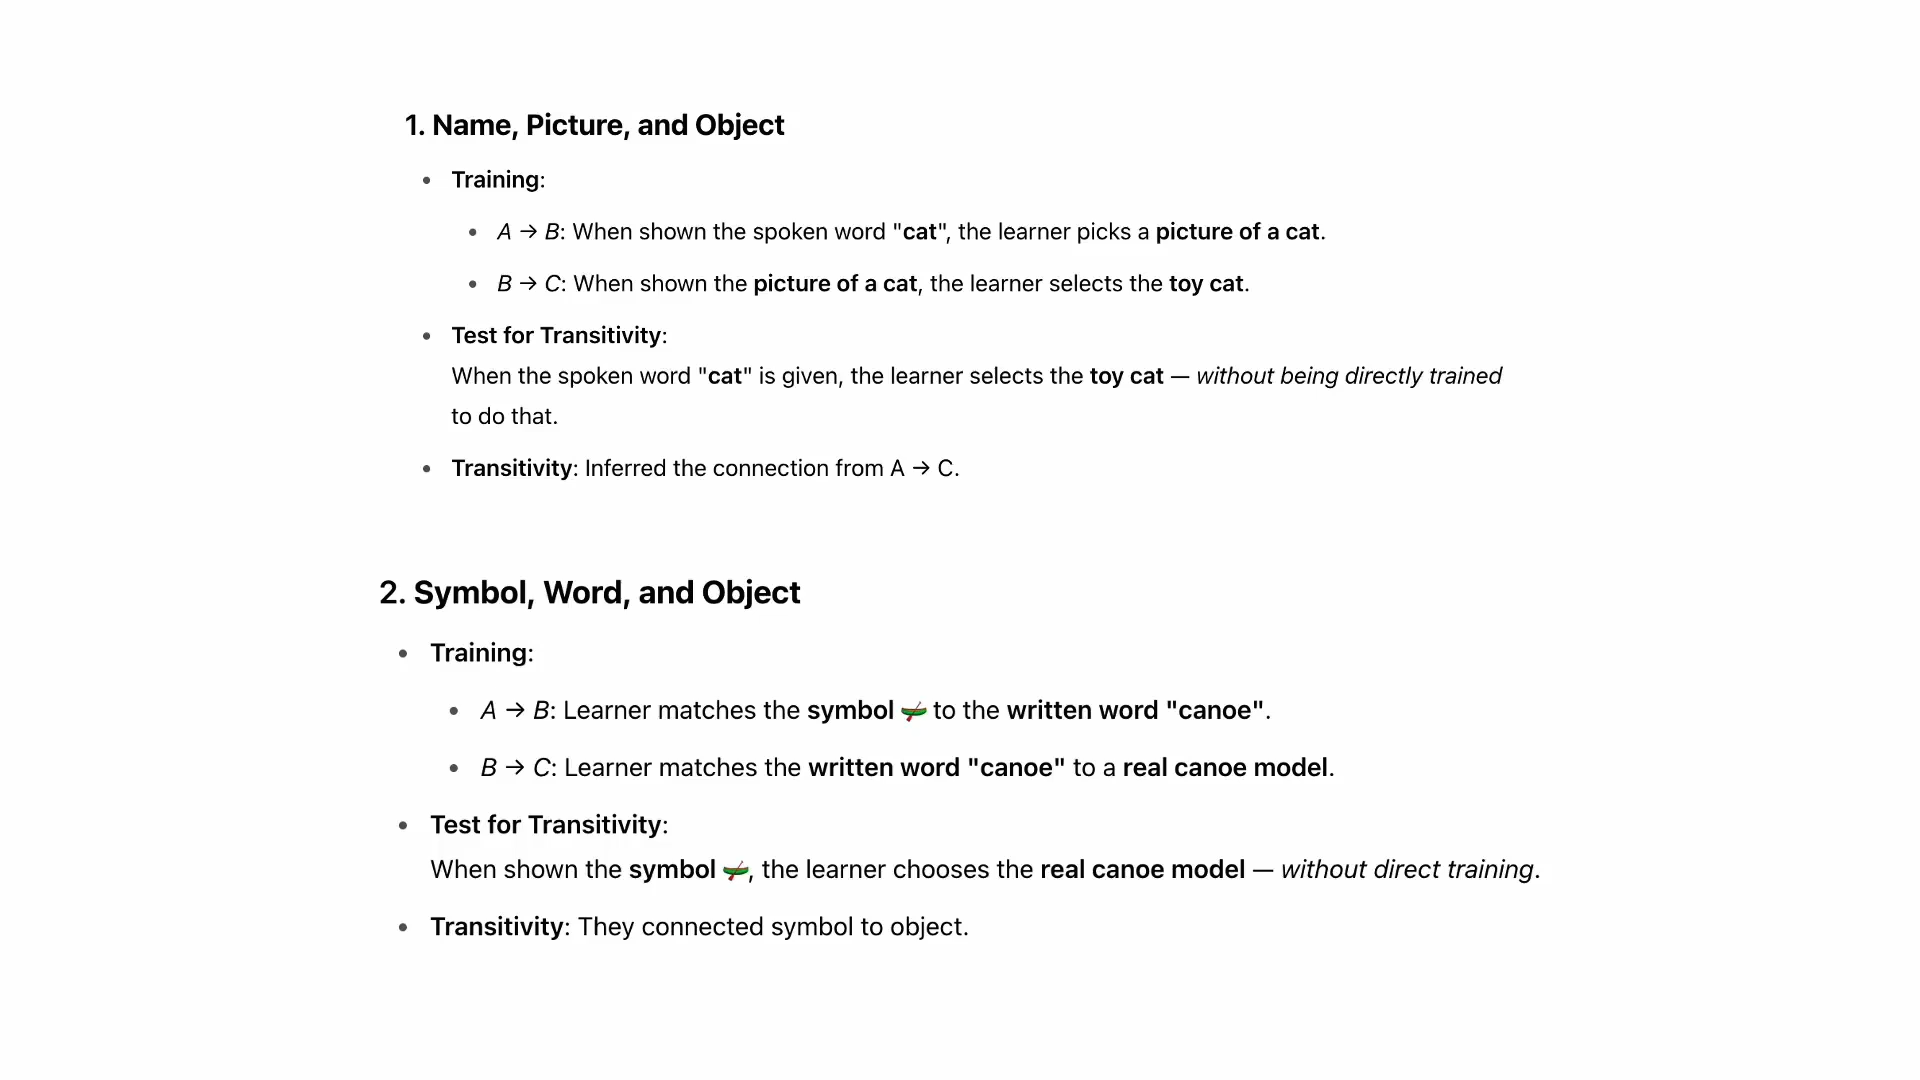 1. Name, Picture, and Object
• Training:
• A → B: When shown the spoken word "cat", the learner picks a picture of a cat.
• B → C: When shown the picture of a cat, the learner selects the toy cat.
• Test for Transitivity:
When the spoken word "cat" is given, the learner selects the toy cat — without being directly trained
to do that.
• Transitivity: Inferred the connection from A → C.
2. Symbol, Word, and Object
• Training:
• A → B: Learner matches the symbol 🛶 to the written word "canoe".
• B → C: Learner matches the written word "canoe" to a real canoe model.
• Test for Transitivity:
When shown the symbol 🛶, the learner chooses the real canoe model — without direct training.
• Transitivity: They connected symbol to object.